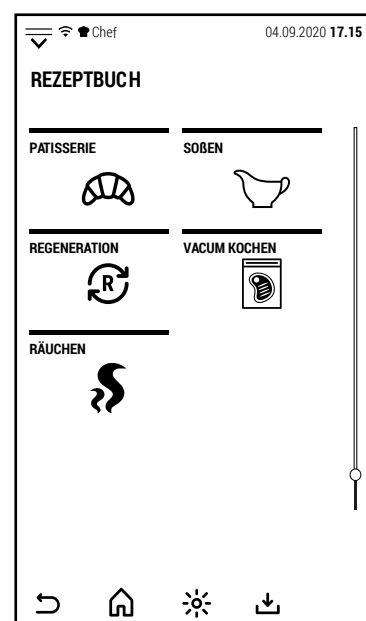 Chef 04.09.2020 17.15
REZEPTBUCH
PATISSERIE SOßEN
REGENERATION VACUM KOCHEN
R
RÄUCHEN